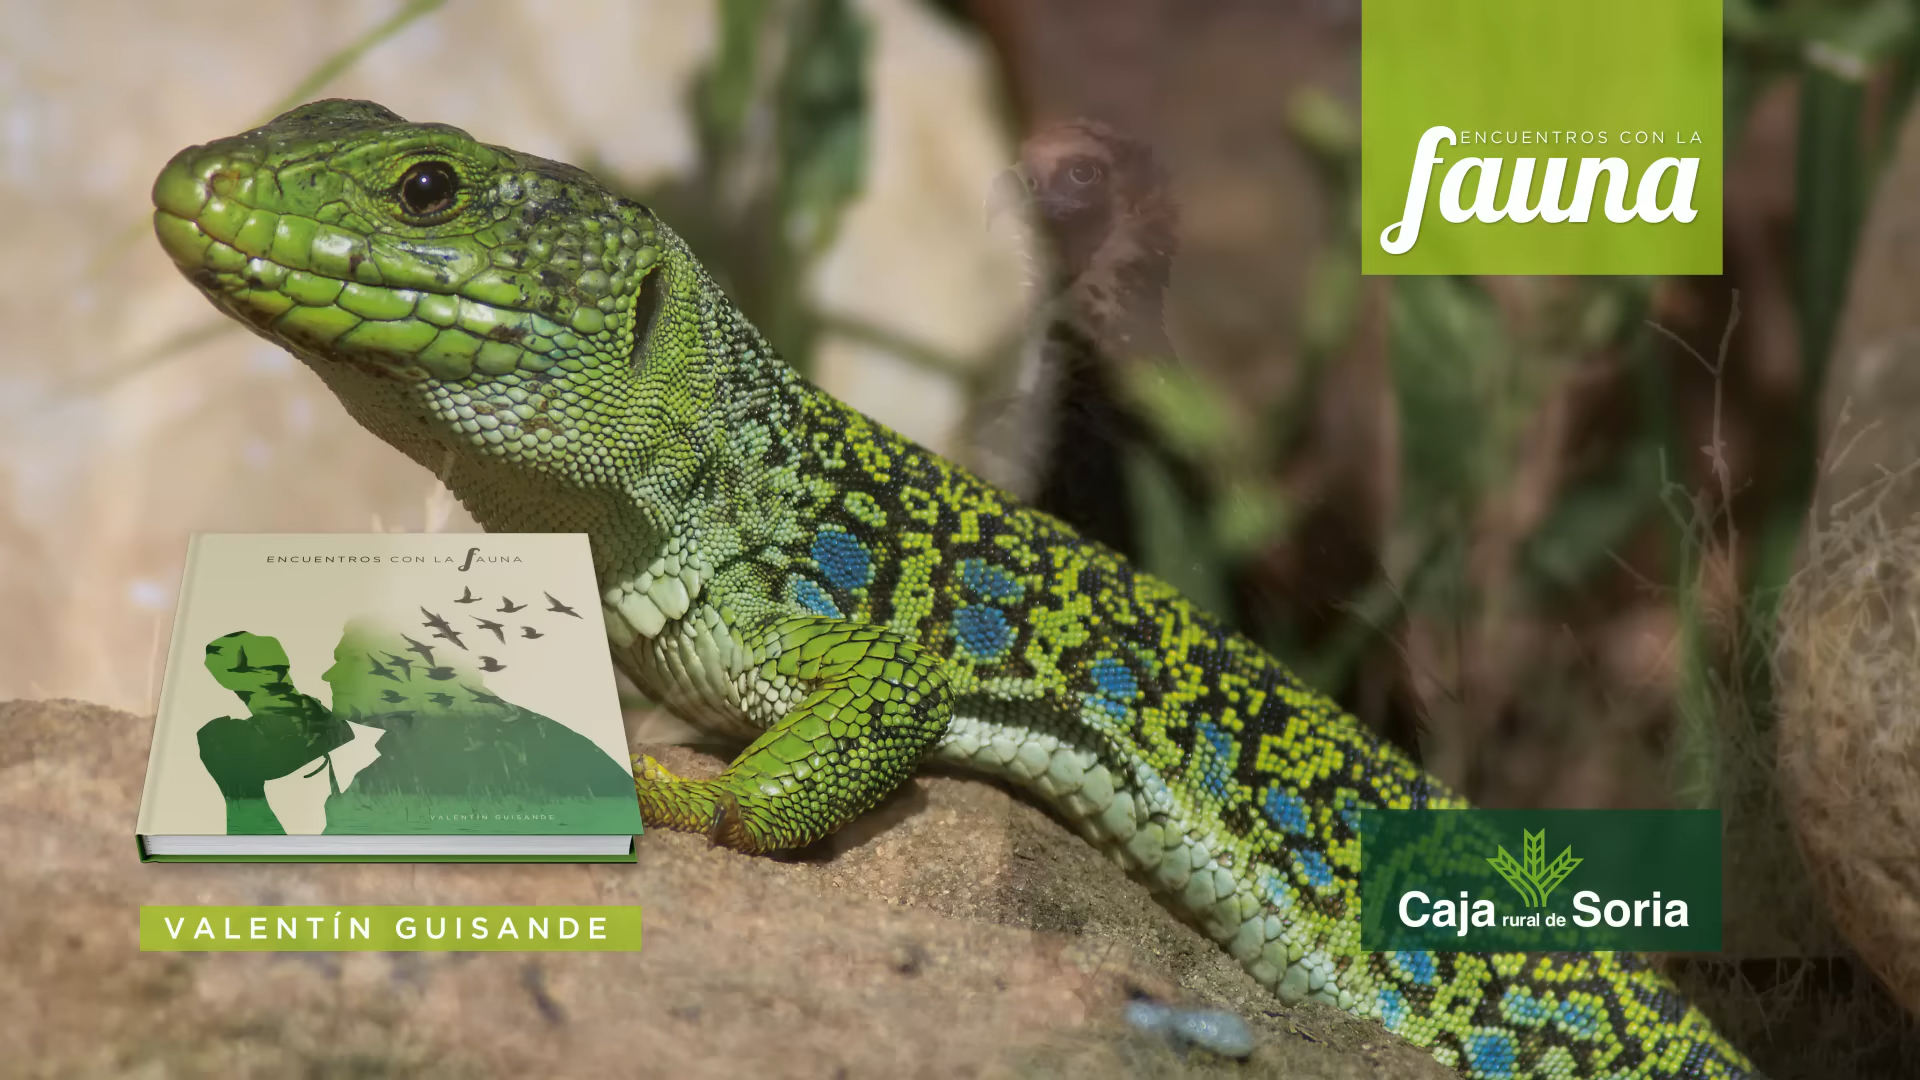 ENCUENTROS CON LA
fauna
ENCUENTROS CON LA fAUNA
VALENTÍN GUISANDE
VALENTÍN GUISANDE
Caja rural de Soria